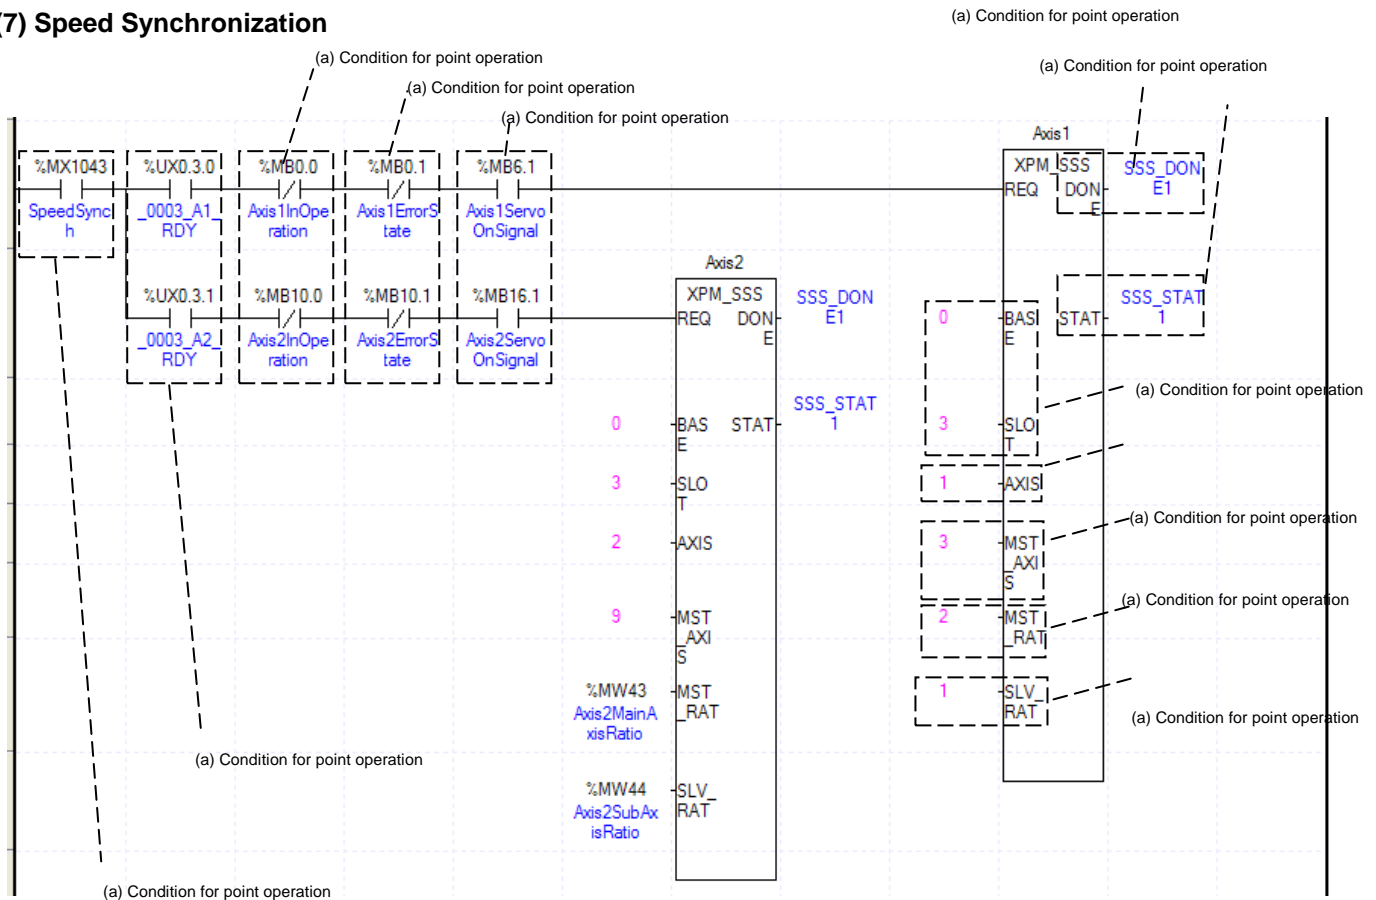 (7) Speed Synchronization
(a) Condition for point operation
(a) Condition for point operation
(a) Condition for point operation
(a) Condition for point operation
(a) Condition for point operation
Axis1
%MX1043
SpeedSync
h
%UX0.3.0
_0003_A1_
RDY
%MB0.0
Axis1InOpe
ration
%MB0.1
Axis1ErrorS
tate
%MB6.1
Axis1Servo
OnSignal
XPM_SSS
REQ DON
E
SSS_DON
E1
%UX0.3.1
_0003_A2_
RDY
%MB10.0
Axis2InOpe
ration
%MB10.1
Axis2ErrorS
tate
%MB16.1
Axis2Servo
OnSignal
Axis2
XPM_SSS
REQ DON
E
SSS_DON
E1
0
BAS
E
STAT
SSS_STAT
1
0
BAS
E
STAT
SSS_STAT
1
3
SLO
T
(a) Condition for point operation
3
SLO
T
1
AXIS
2
AXIS
3
MST
_AXI
S
(a) Condition for point operation
9
MST
_AXI
S
2
MST
_RAT
(a) Condition for point operation
%MW43
Axis2MainA
xisRatio
MST
_RAT
1
SLV_
RAT
(a) Condition for point operation
(a) Condition for point operation
%MW44
Axis2SubAx
isRatio
SLV_
RAT
(a) Condition for point operation